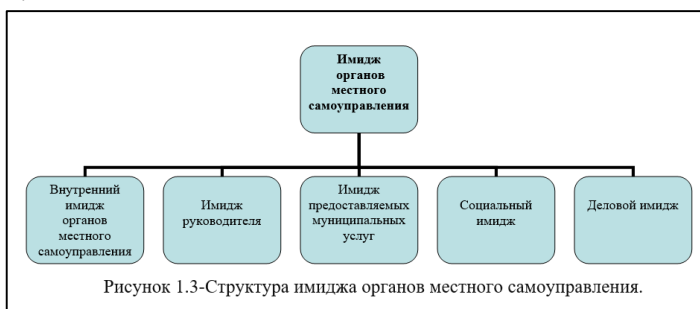 Имидж
органов
местного
самоуправления
Внутренний
имидж
органов
местного
самоуправления
Имидж
руководителя
Имидж
предоставляемых
муниципальных
услуг
Социальный
имидж
Деловой имидж
Рисунок 1.3-Структура имиджа органов местного самоуправления.